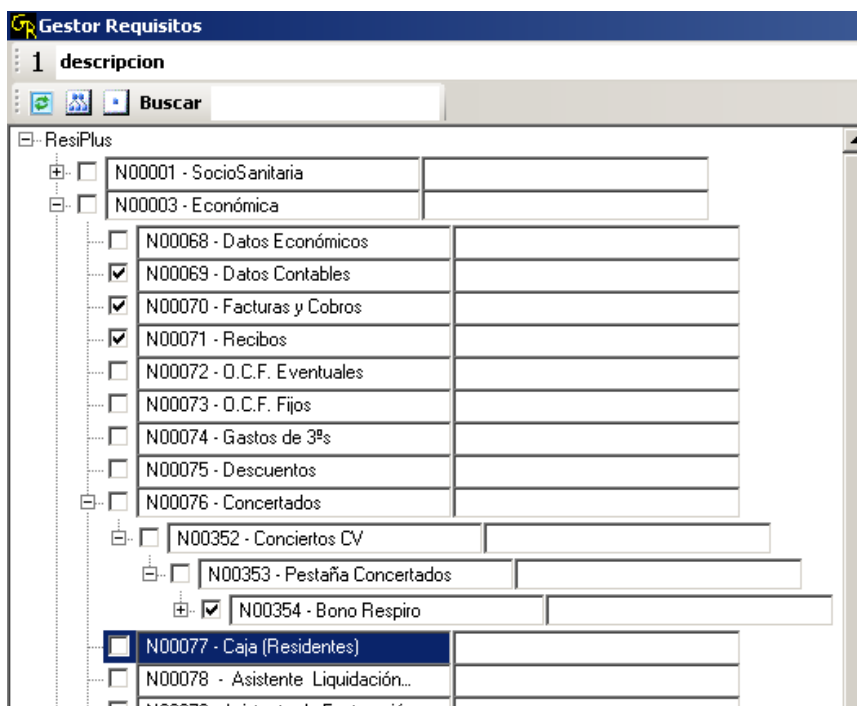 GR Gestor Requisitos
1 descripcion
Buscar
ResiPlus
N00001 - SocioSanitaria
N00003 - Económica
N00068 - Datos Económicos
N00069 - Datos Contables
N00070 - Facturas y Cobros
N00071 - Recibos
N00072 - O.C.F. Eventuales
N00073 - O.C.F. Fijos
N00074 - Gastos de 3ºs
N00075 - Descuentos
N00076 - Concertados
N00352 - Conciertos CV
N00353 - Pestaña Concertados
N00354 - Bono Respiro
N00077 - Caja (Residentes)
N00078 - Asistente Liquidación...